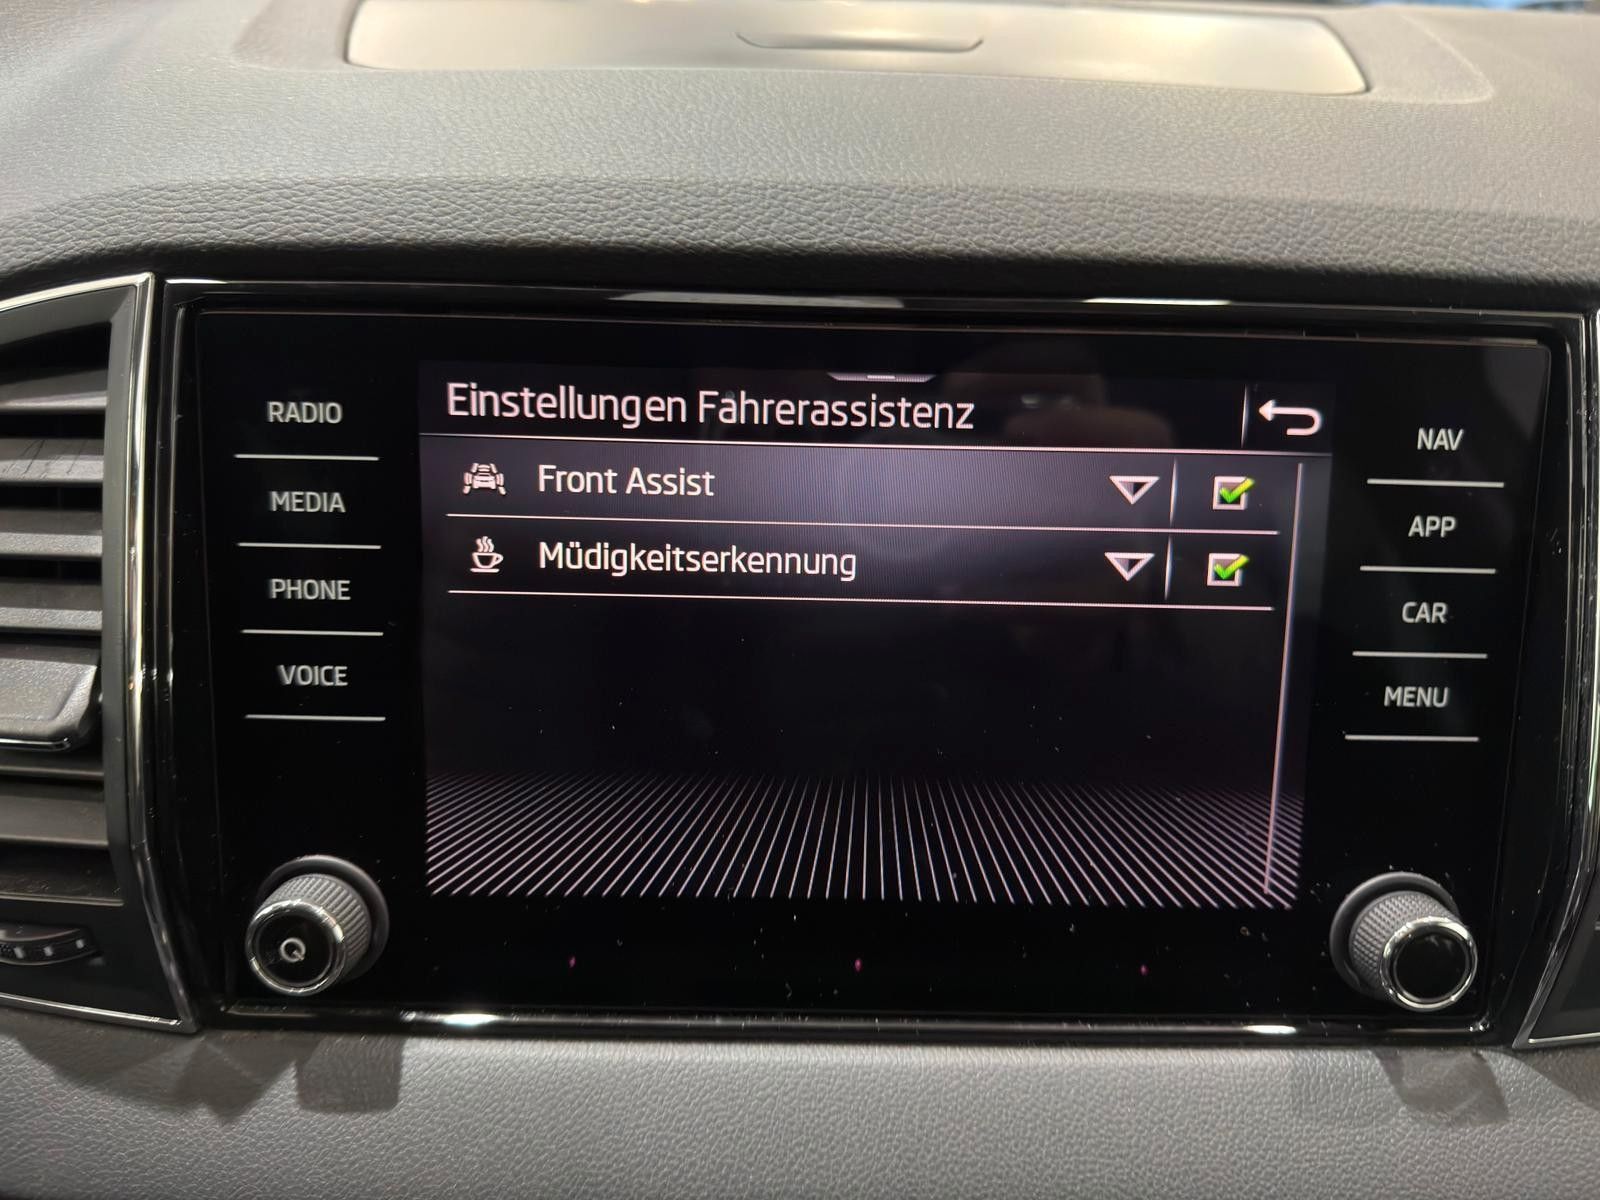 Einstellungen Fahrerassistenz
Front Assist
Müdigkeitserkennung
RADIO
MEDIA
PHONE
VOICE
NAV
APP
CAR
MENU